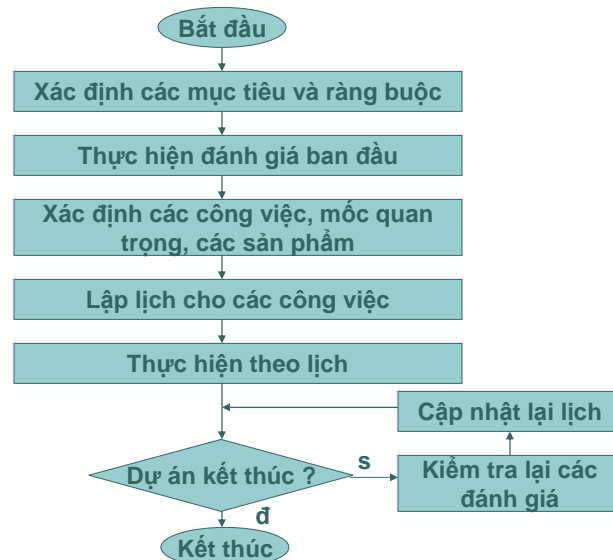 Bắt đầu
Xác định các mục tiêu và ràng buộc
Thực hiện đánh giá ban đầu
Xác định các công việc, mốc quan
trọng, các sản phẩm
Lập lịch cho các công việc
Thực hiện theo lịch
Cập nhật lại lịch
Dự án kết thúc ?
s
Kiểm tra lại các
đánh giá
đ
Kết thúc